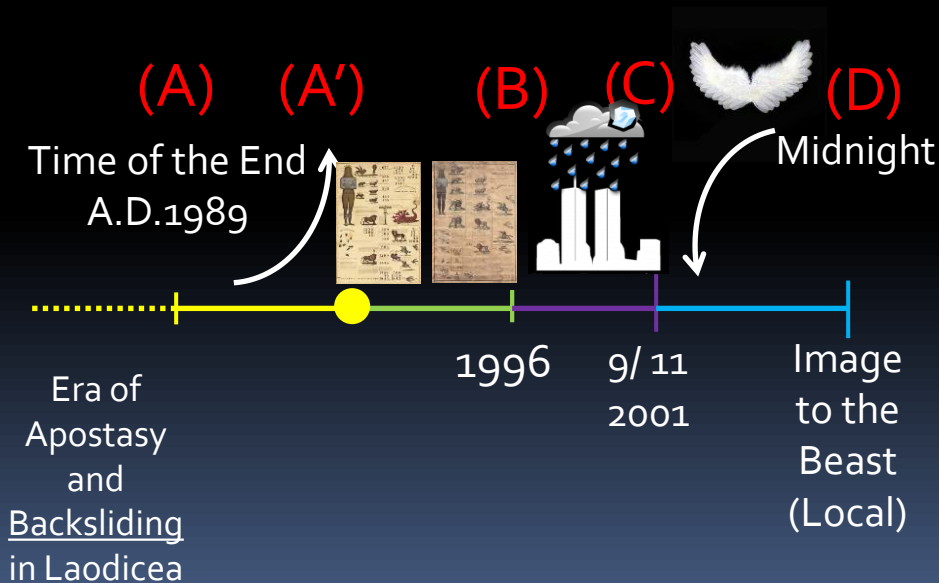 (A)
(A')
(B)
(C)
(D)
Time of the End
A.D.1989
Midnight
1996
9/ 11
2001
Era of
Apostasy
and
Backsliding
in Laodicea
Image
to the
Beast
(Local)